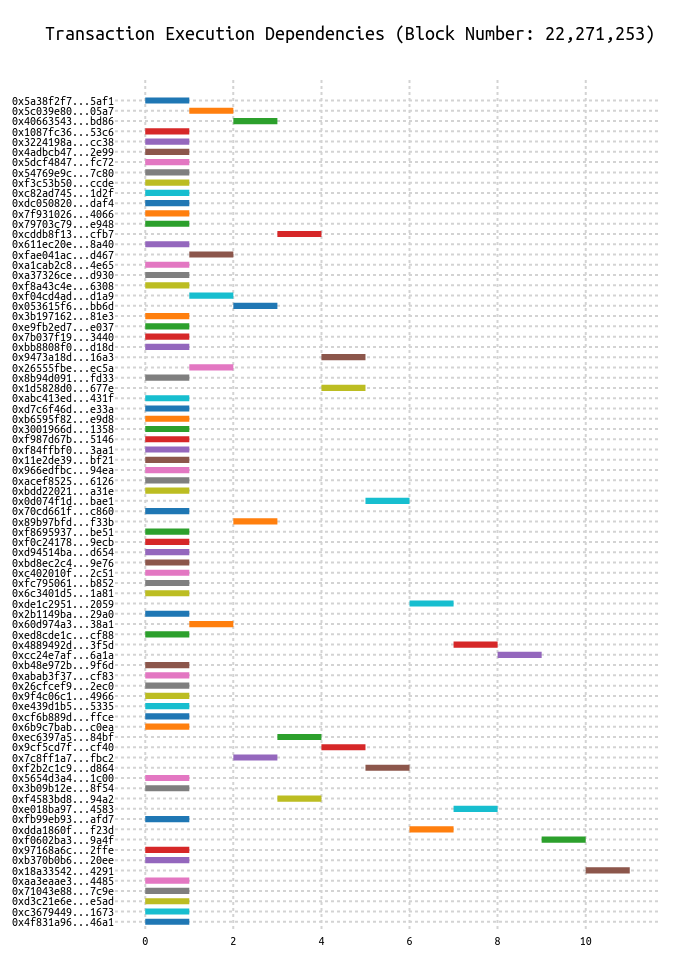 Transaction Execution Dependencies (Block Number: 22,271,253)
0x5a38f2f7...5af1
0x5c039e80...05a7
0x40663543...bd86
0x1087fc36...53c6
0x3224198a...cc38
0x4adbcb47...2e99
0x5dcf4847...fc72
0x54769e9c...7c80
0xf3c53b50...ccde
0xc82ad745...1d2f
0xdc050820...daf4
0x7f931026...4066
0x79703c79...e948
0xcddb8f13...cfb7
0x611ec20e...8a40
0xfae041ac...d467
0xa1cab2c8...4e65
0xa37326ce...d930
0xf8a43c4e...6308
0xf04cd4ad...d1a9
0x053615f6...bb6d
0x3b197162...81e3
0xe9fb2ed7...e037
0x7b037f19...3440
0xbb8808f0...d18d
0x9473a18d...16a3
0x26555fbe...ec5a
0x8b94d091...fd33
0x1d5828d0...677e
0xabc413ed...431f
0xd7c6f46d...e33a
0xb6595f82...e9d8
0x3001966d...1358
0xf987d67b...5146
0xf84ffbf0...3aa1
0x11e2de39...bf21
0x966edfbc...94ea
0xacef8525...6126
0xbdd22021...a31e
0x0d074f1d...bae1
0x70cd661f...c860
0x89b97bfd...f33b
0xf8695937...be51
0xf0c24178...9ecb
0xd94514ba...d654
0xbd8ec2c4...9e76
0xc402010f...2c51
0xfc795061...b852
0x6c3401d5...1a81
0xde1c2951...2059
0x2b1149ba...29a0
0x60d974a3...38a1
0xed8cde1c...cf88
0x4889492d...3f5d
0xcc24e7af...6a1a
0xb48e972b...9f6d
0xabab3f37...cf83
0x26cfcef9...2ec0
0x9f4c06c1...4966
0xe439d1b5...5335
0xcf6b889d...ffce
0x6b9c7bab...c0ea
0xec6397a5...84bf
0x9cf5cd7f...cf40
0x7c8ff1a7...fbc2
0xf2b2c1c9...d864
0x5654d3a4...1c00
0x3b09b12e...8f54
0xf4583bd8...94a2
0xe018ba97...4583
0xfb99eb93...afd7
0xdda1860f...f23d
0xf0602ba3...9a4f
0x97168a6c...2ffe
0xb370b0b6...20ee
0x18a33542...4291
0xaa3eaae3...4485
0x71043e88...7c9e
0xd3c21e6e...e5ad
0xc3679449...1673
0x4f831a96...46a1
0 2 4 6 8 10